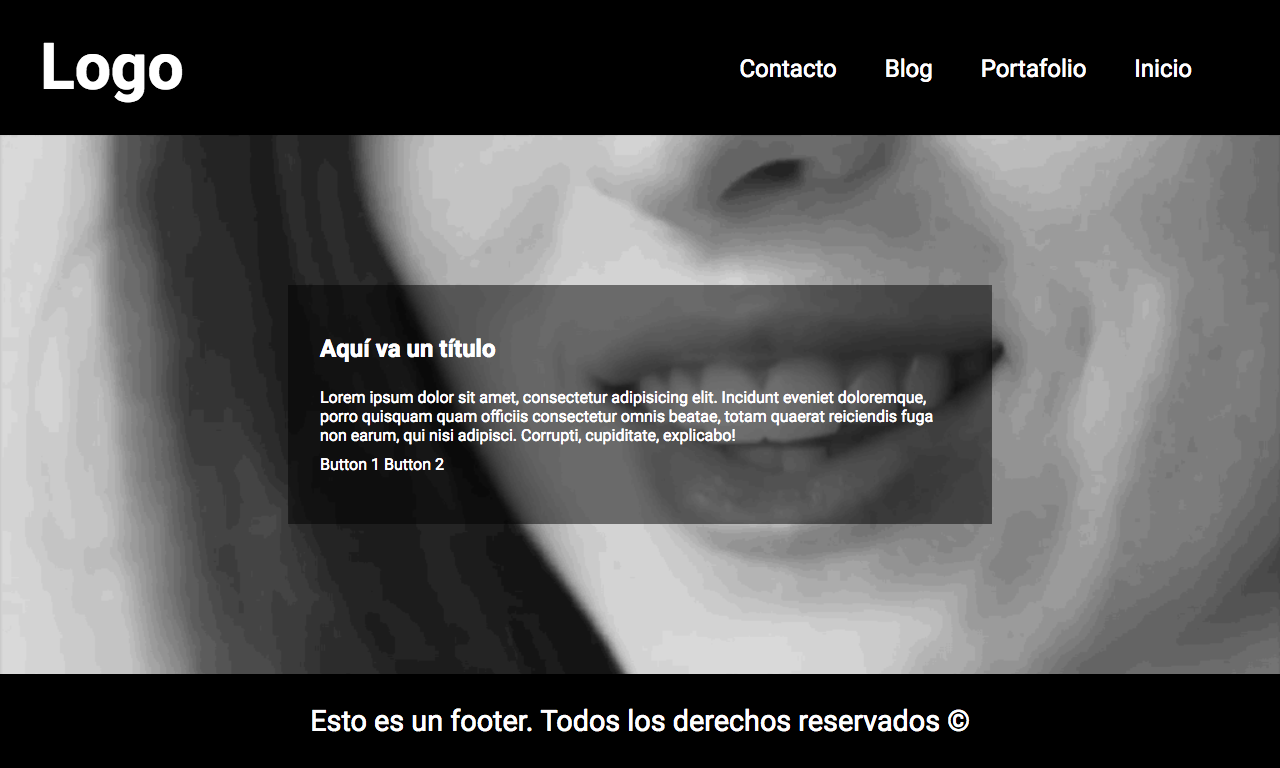 Logo
Contacto Blog Portafolio Inicio
Aquí va un título
Lorem ipsum dolor sit amet, consectetur adipisicing elit. Incidunt eveniet doloremque,
porro quisquam quam officiis consectetur omnis beatae, totam quaerat reiciendis fuga
non earum, qui nisi adipisci. Corrupti, cupiditate, explicabo!
Button 1 Button 2
Esto es un footer. Todos los derechos reservados ©